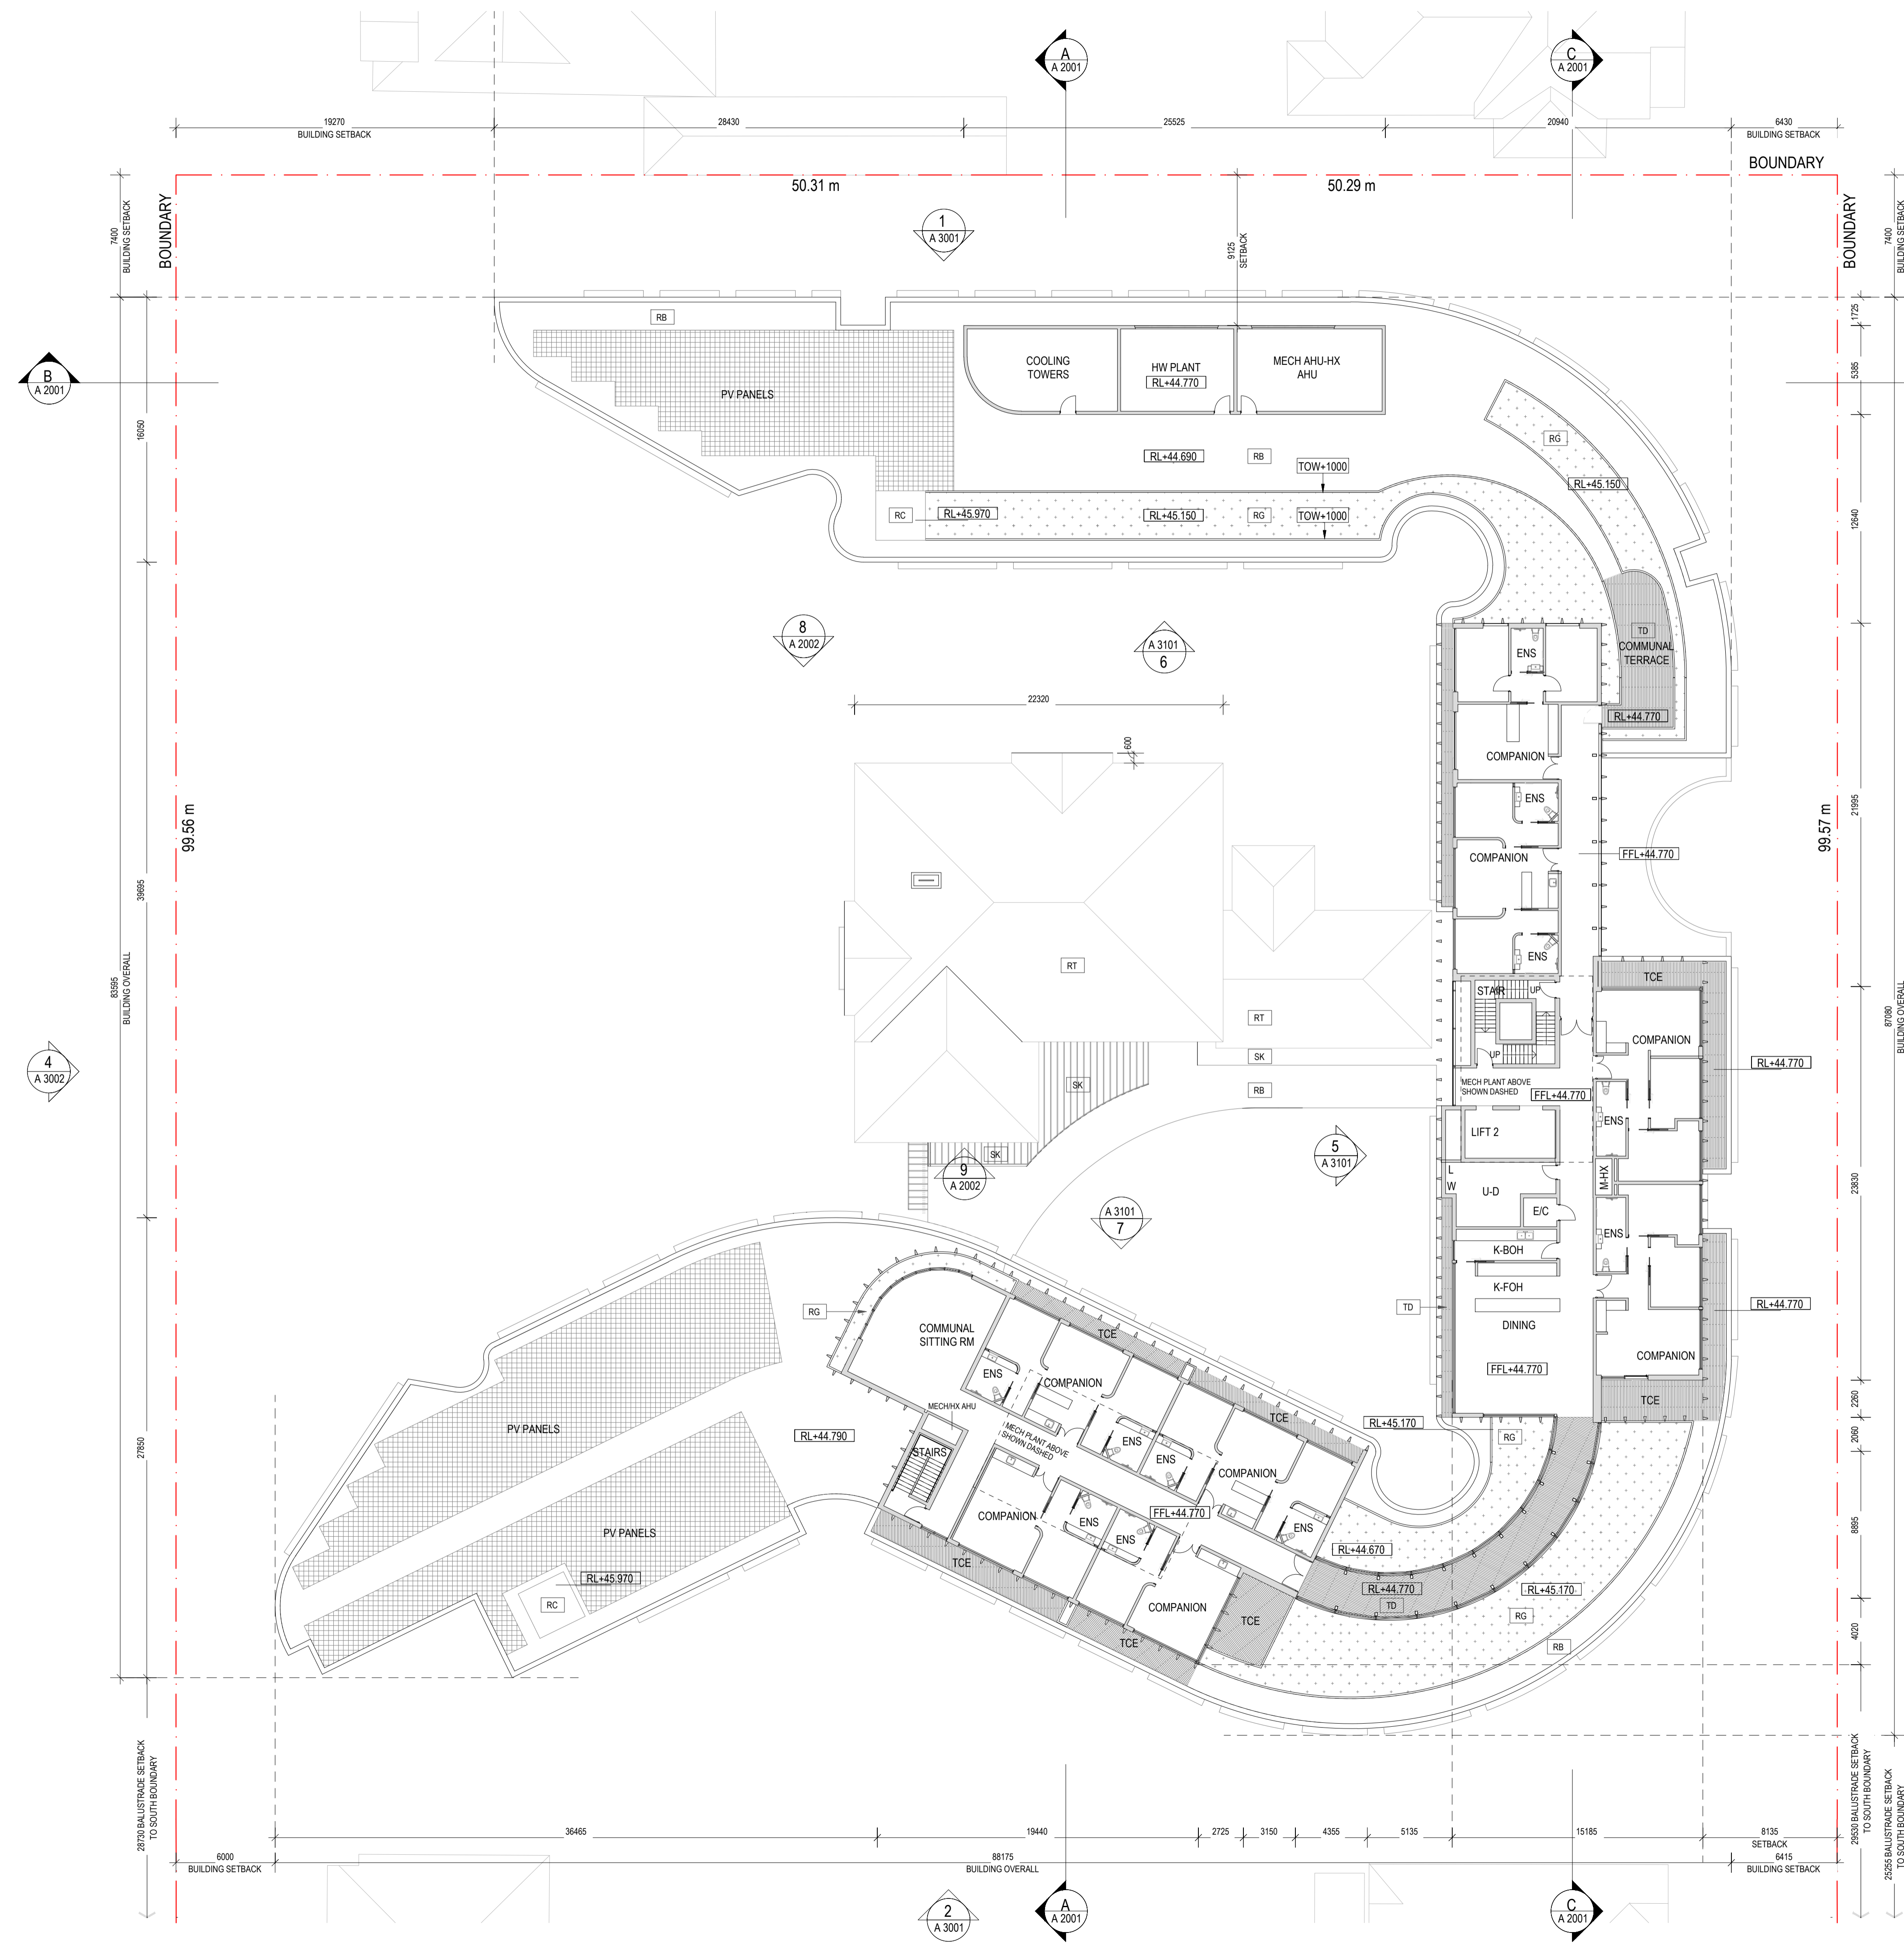 A
A 2001
C
A 2001
19270
BUILDING SETBACK
28430
25525
20940
6430
BUILDING SETBACK
BOUNDARY
50.31 m
50.29 m
BOUNDARY
BOUNDARY
7400
BUILDING SETBACK
7400
BUILDING SETBACK
1
A 3001
9125
SETBACK
RB
1725
B
A 2001
COOLING
TOWERS
HW PLANT
RL+44.770
MECH AHU-HX
AHU
5385
PV PANELS
16050
RG
RL+44.690
RB
TOW+1000
RL+45.150
RC
RL+45.970
RL+45.150
RG
TOW+1000
12640
8
A 2002
A 3101
6
ENS
TD
COMMUNAL
TERRACE
22320
RL+44.770
600
COMPANION
ENS
21995
99.56 m
99.57 m
COMPANION
FFL+44.770
39695
ENS
RT
TCE
83595
BUILDING OVERALL
STAIR
UP
RT
87080
BUILDING OVERALL
COMPANION
4
A 3002
SK
UP
RL+44.770
SK
MECH PLANT ABOVE
SHOWN DASHED
RB
FFL+44.770
ENS
LIFT 2
5
A 3101
SK
9
A 2002
L
W
U-D
M-HX
23830
E/C
A 3101
7
ENS
K-BOH
K-FOH
RG
TD
RL+44.770
DINING
COMMUNAL
SITTING RM
TCE
COMPANION
FFL+44.770
ENS
COMPANION
TCE
2260
MECH/HX AHU
TCE
RL+45.170
PV PANELS
RL+44.790
MECH PLANT ABOVE
SHOWN DASHED
ENS
RG
2060
27850
STAIRS
ENS
COMPANION
COMPANION
FFL+44.770
ENS
ENS
ENS
PV PANELS
8895
RL+44.670
TCE
RL+45.970
RL+44.770
RL+45.170
RC
COMPANION
TD
RG
TCE
TCE
RB
4020
28730 BALUSTRADE SETBACK
TO SOUTH BOUNDARY
29530 BALUSTRADE SETBACK
TO SOUTH BOUNDARY
25255 BALUSTRADE SETBACK
TO SOUTH BOUNDARY
36465
19440
2725
3150
4355
5135
15185
8135
SETBACK
6000
BUILDING SETBACK
88175
BUILDING OVERALL
6415
BUILDING SETBACK
2
A 3001
A
A 2001
C
A 2001